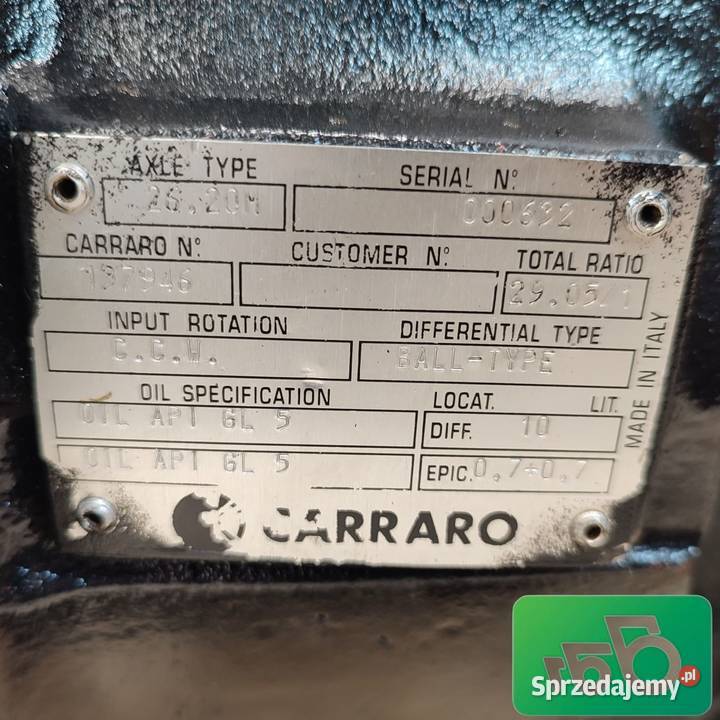 AXLE TYPE SERIAL N°
26.20M 000632
CARRARO N° CUSTOMER N° TOTAL RATIO
137946 29.05/1
INPUT ROTATION DIFFERENTIAL TYPE
C.C.W. BALL-TYPE
OIL SPECIFICATION LOCAT. LIT.
OIL API GL 5 DIFF. 10
OIL API GL 5 EPIC. 0,7+0,7
MADE IN ITALY
CARRARO
Sprzedajemy.pl